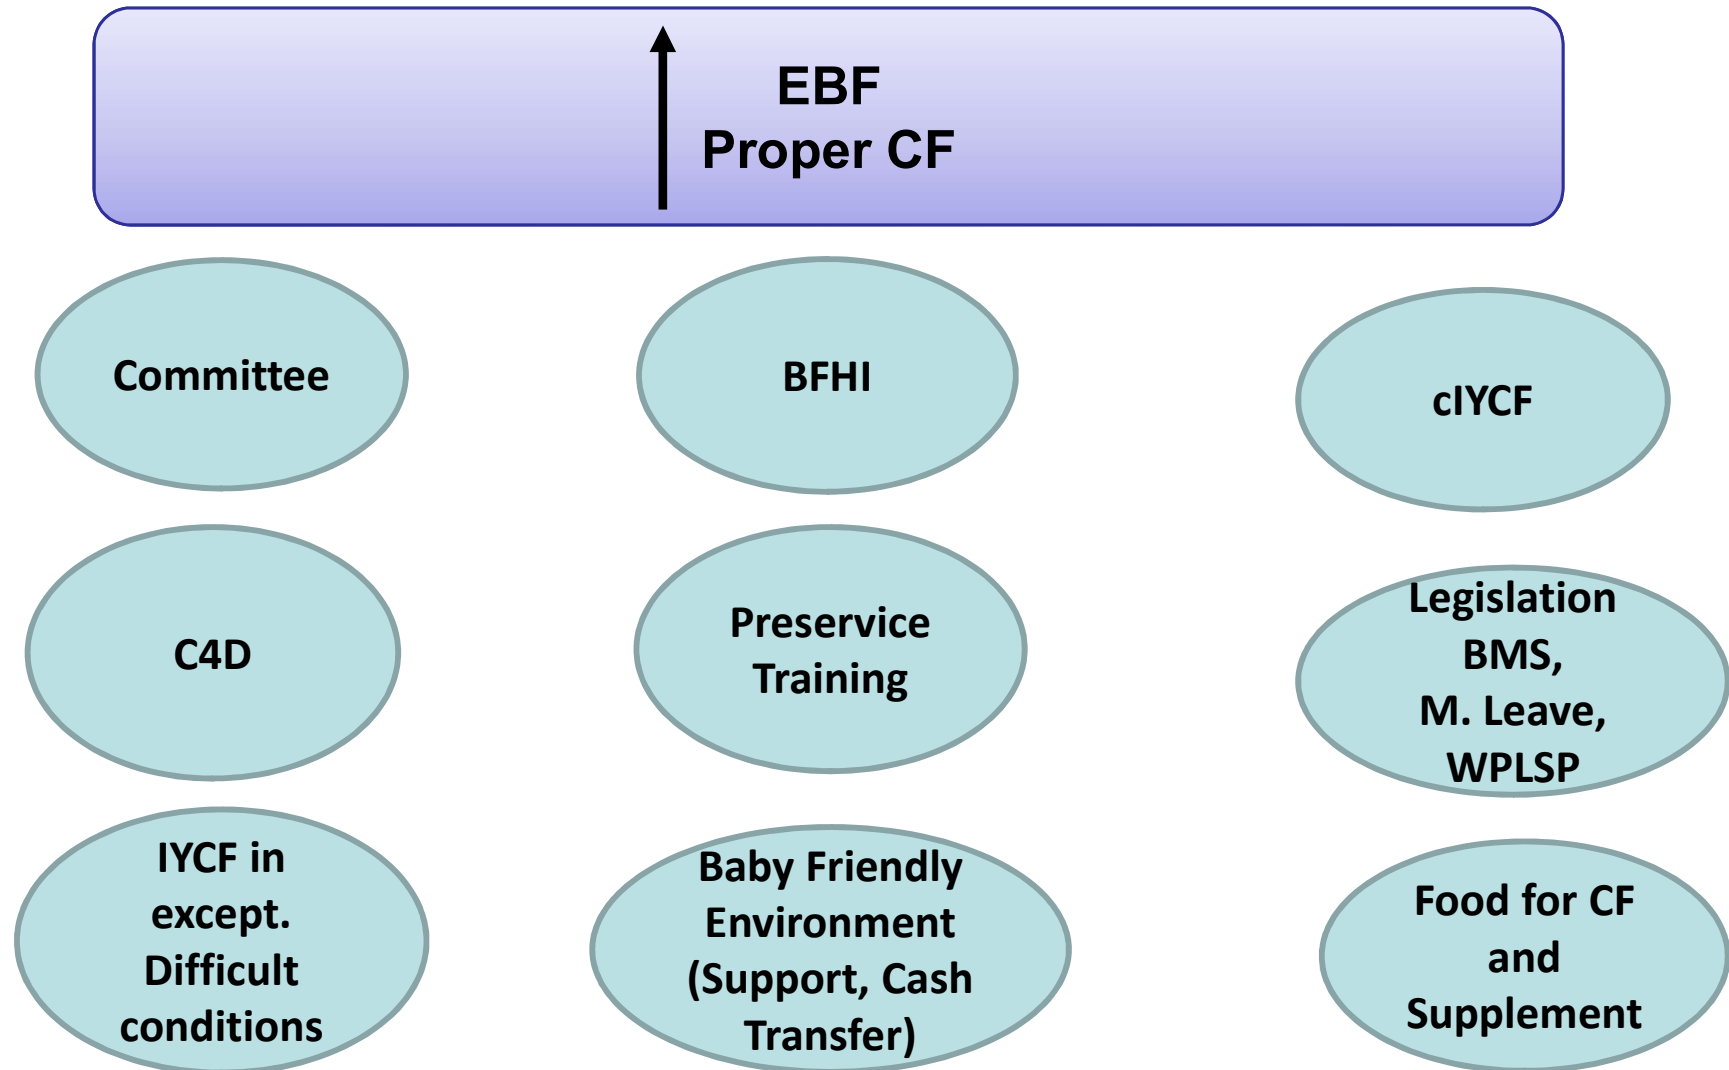 EBF
Proper CF
Committee
BFHI
cIYCF
C4D
Preservice
Training
Legislation
BMS,
M. Leave,
WPLSP
IYCF in
except.
Difficult
conditions
Baby Friendly
Environment
(Support, Cash
Transfer)
Food for CF
and
Supplement